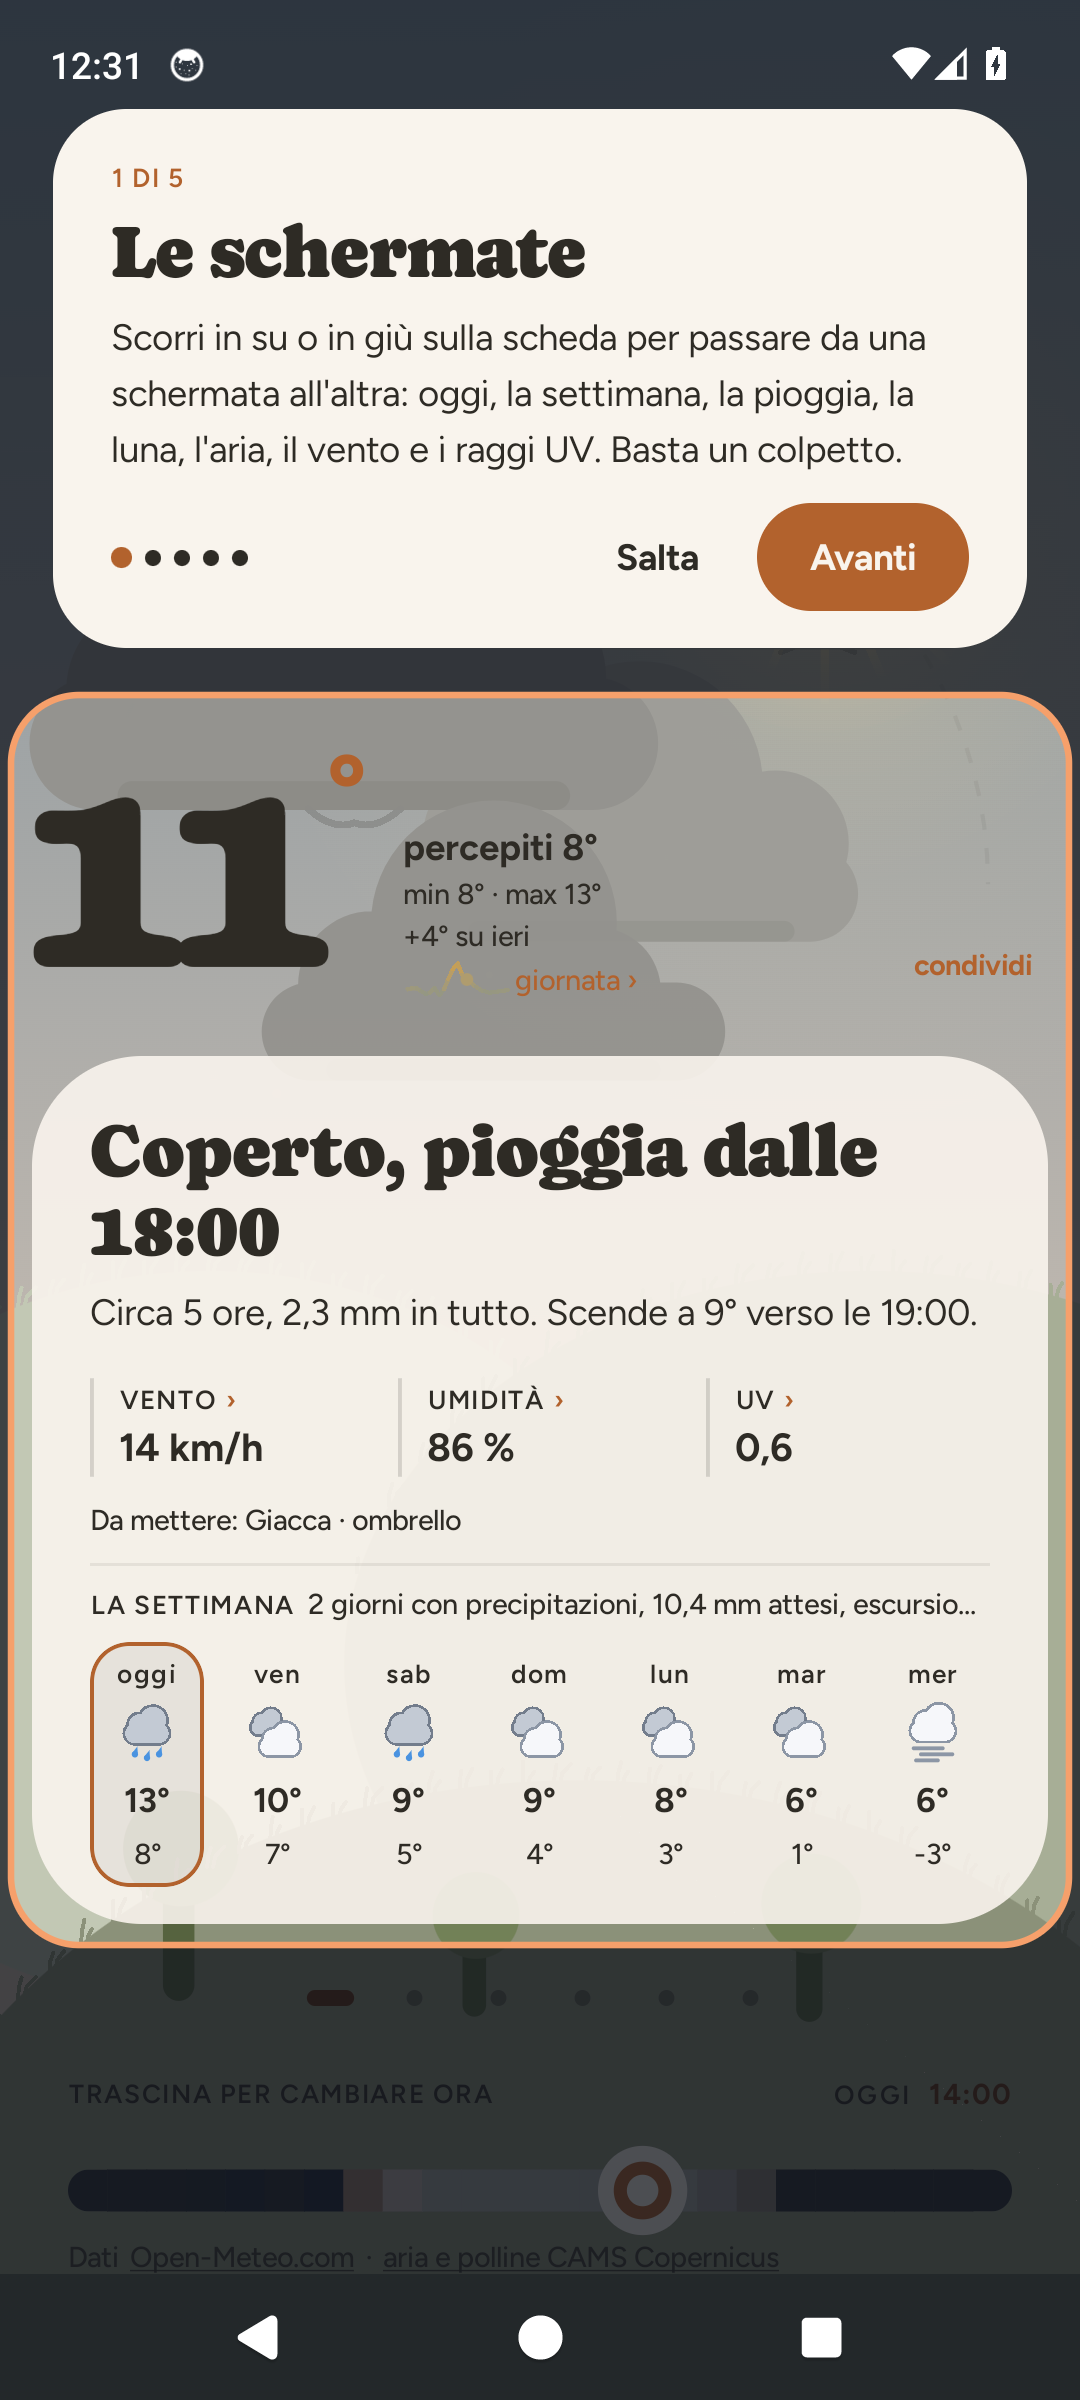 12:31
1 DI 5
Le schermate
Scorri in su o in giù sulla scheda per passare da una
schermata all'altra: oggi, la settimana, la pioggia, la
luna, l'aria, il vento e i raggi UV. Basta un colpetto.
Salta
Avanti
11
percepiti 8°
min 8° · max 13°
+4° su ieri
giornata ›
condividi
Coperto, pioggia dalle
18:00
Circa 5 ore, 2,3 mm in tutto. Scende a 9° verso le 19:00.
VENTO › UMIDITÀ › UV ›
14 km/h 86 % 0,6
Da mettere: Giacca · ombrello
LA SETTIMANA 2 giorni con precipitazioni, 10,4 mm attesi, escursio...
oggi ven sab dom lun mar mer
13° 10° 9° 9° 8° 6° 6°
8° 7° 5° 4° 3° 1° -3°
TRASCINA PER CAMBIARE ORA OGGI 14:00
Dati Open-Meteo.com · aria e polline CAMS Copernicus